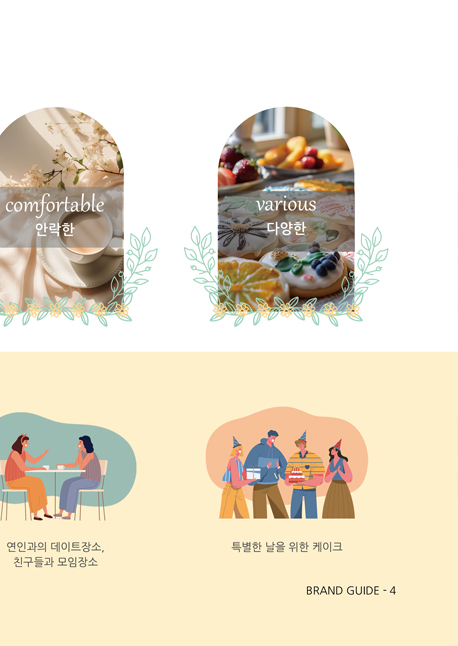 comfortable
안락한
various
다양한
연인과의 데이트장소,
친구들과 모임장소
특별한 날을 위한 케이크
BRAND GUIDE - 4